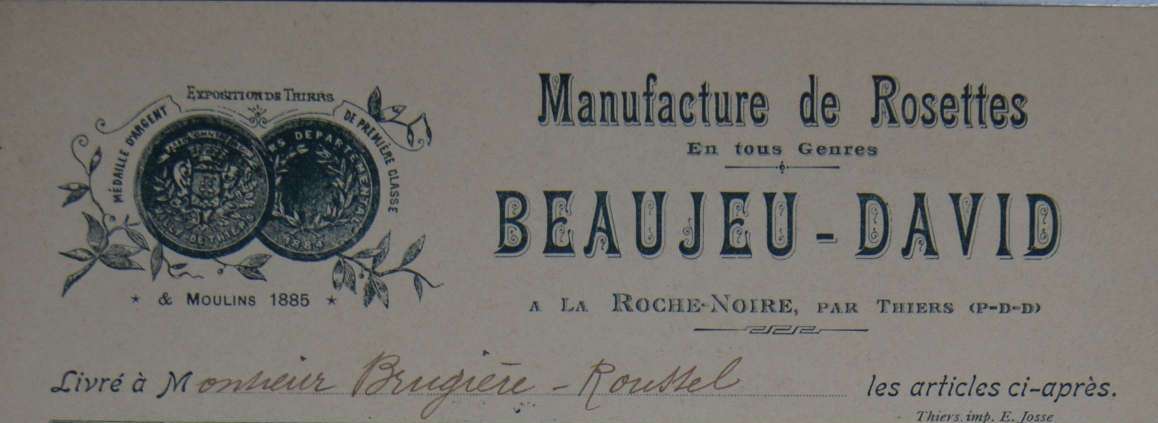 EXPOSITION DE THIERS
MÉDAILLE D'ARGENT
DE PREMIÈRE CLASSE
& MOULINS 1885
Manufacture de Rosettes
En tous Genres
BEAUJEU-DAVID
A LA ROCHE-NOIRE, PAR THIERS (P-D-D)
Livré à Monsieur Brugière - Roussel les articles ci-après.
Thiers, imp. E. Josse